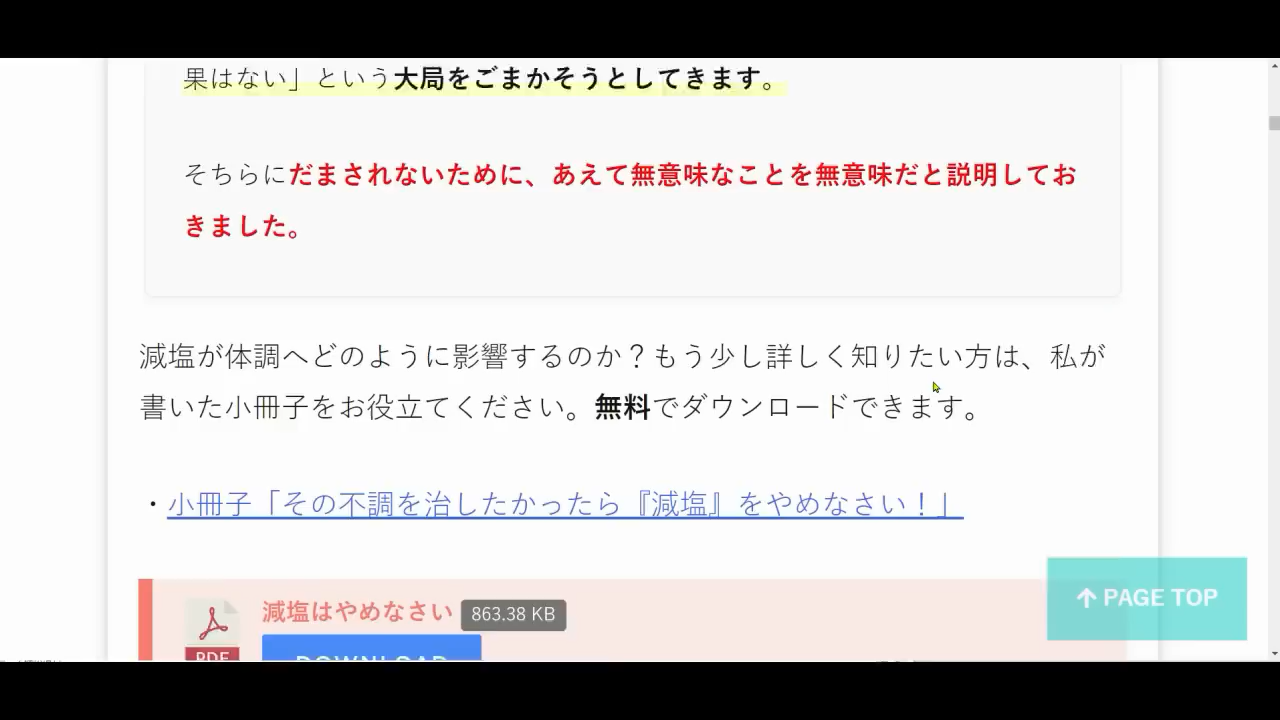 果はない」という大局をごまかそうとしてきます。
そちらにだまされないために、あえて無意味なことを無意味だと説明してお
きました。
減塩が体調へどのように影響するのか？もう少し詳しく知りたい方は、私が
書いた小冊子をお役立てください。無料でダウンロードできます。
・小冊子「その不調を治したかったら『減塩』をやめなさい！」
減塩はやめなさい 863.38 KB
PDF
DOWNLOAD
↑ PAGE TOP